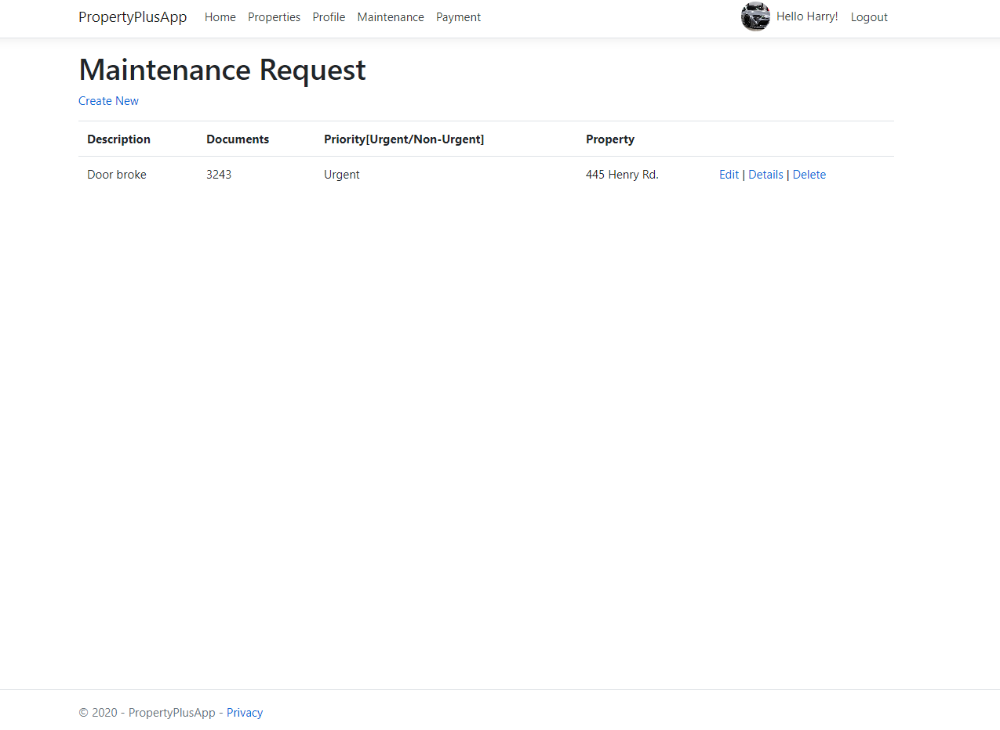 PropertyPlusApp Home Properties Profile Maintenance Payment Hello Harry! Logout
Maintenance Request
Create New
Description Documents Priority[Urgent/Non-Urgent] Property
Door broke 3243 Urgent 445 Henry Rd. Edit | Details | Delete
© 2020 - PropertyPlusApp - Privacy